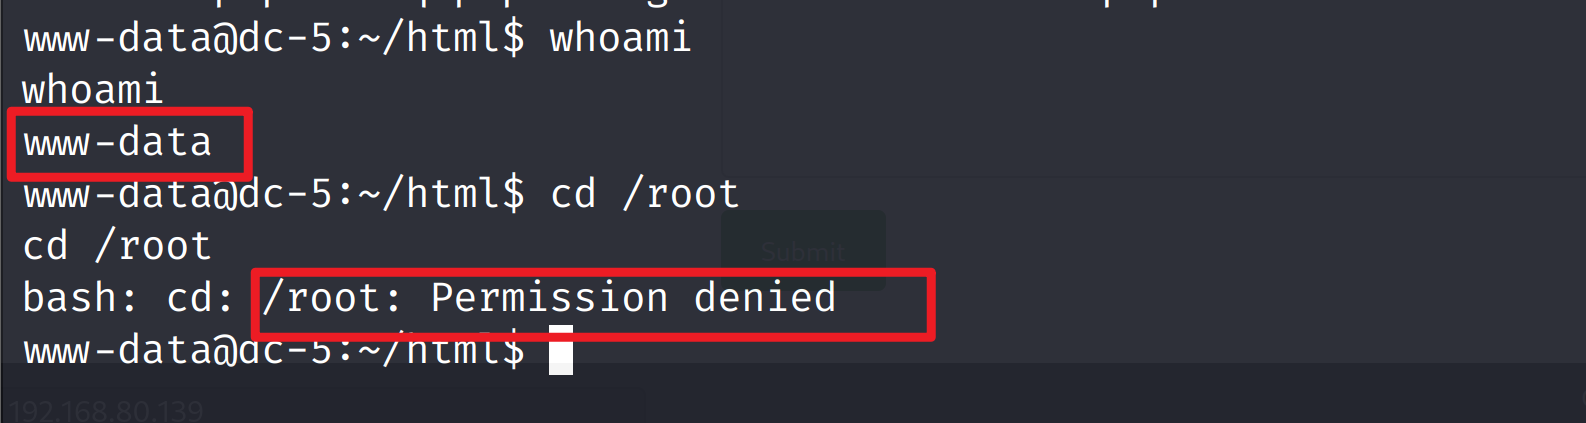 www-data@dc-5:~/html$ whoami
whoami
www-data
www-data@dc-5:~/html$ cd /root
cd /root
Submit
bash: cd: /root: Permission denied
www-data@dc-5:~/html$
192.168.80.139